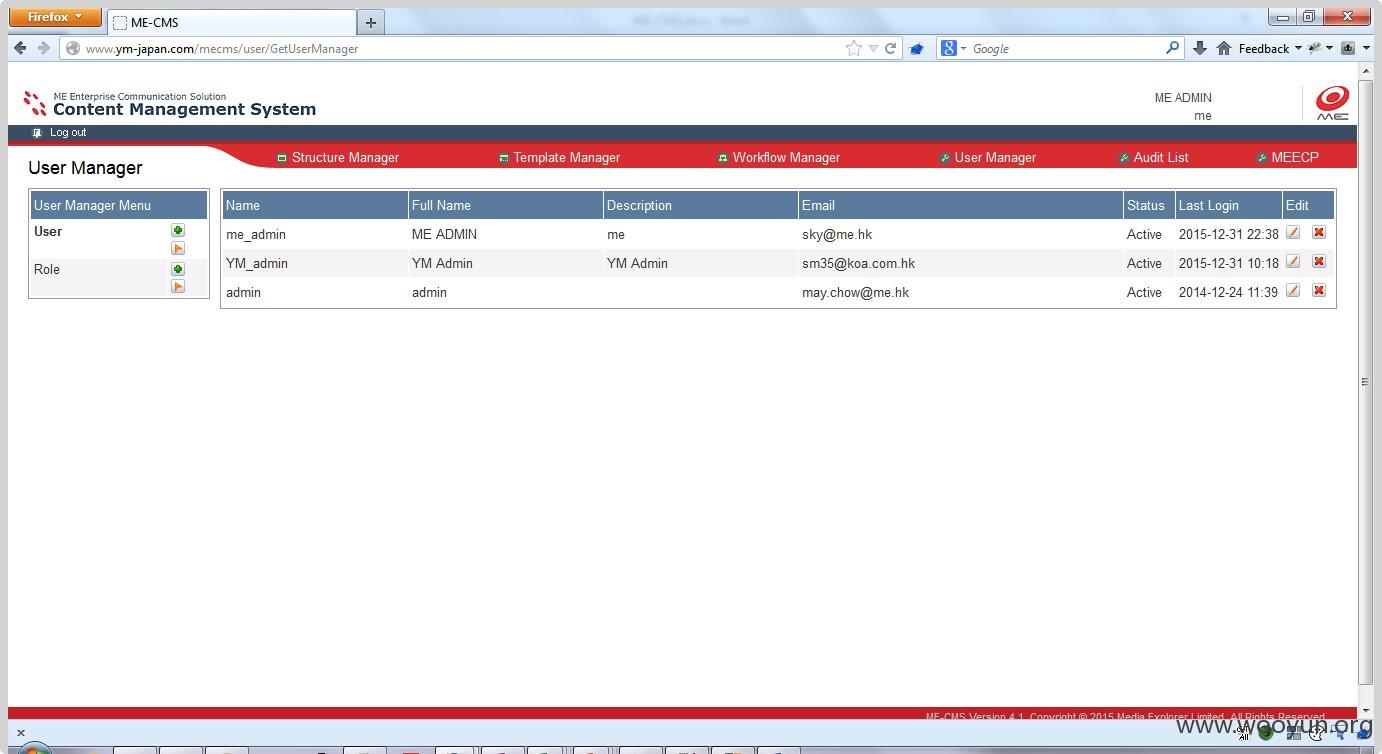 Firefox
ME-CMS
www.ym-japan.com/mecms/user/GetUserManager
Google
Feedback
ME Enterprise Communication Solution
Content Management System
ME ADMIN
me
ME
Log out
User Manager
Structure Manager
Template Manager
Workflow Manager
User Manager
Audit List
MEECP
User Manager Menu
User
Role
Name Full Name Description Email Status Last Login Edit
me_admin ME ADMIN me sky@me.hk Active 2015-12-31 22:38
YM_admin YM Admin YM Admin sm35@koa.com.hk Active 2015-12-31 10:18
admin admin may.chow@me.hk Active 2014-12-24 11:39
ME-CMS Version 4.1. Copyright © 2015 Media Explorer Limited. All Rights Reserved.
www.wooyun.org